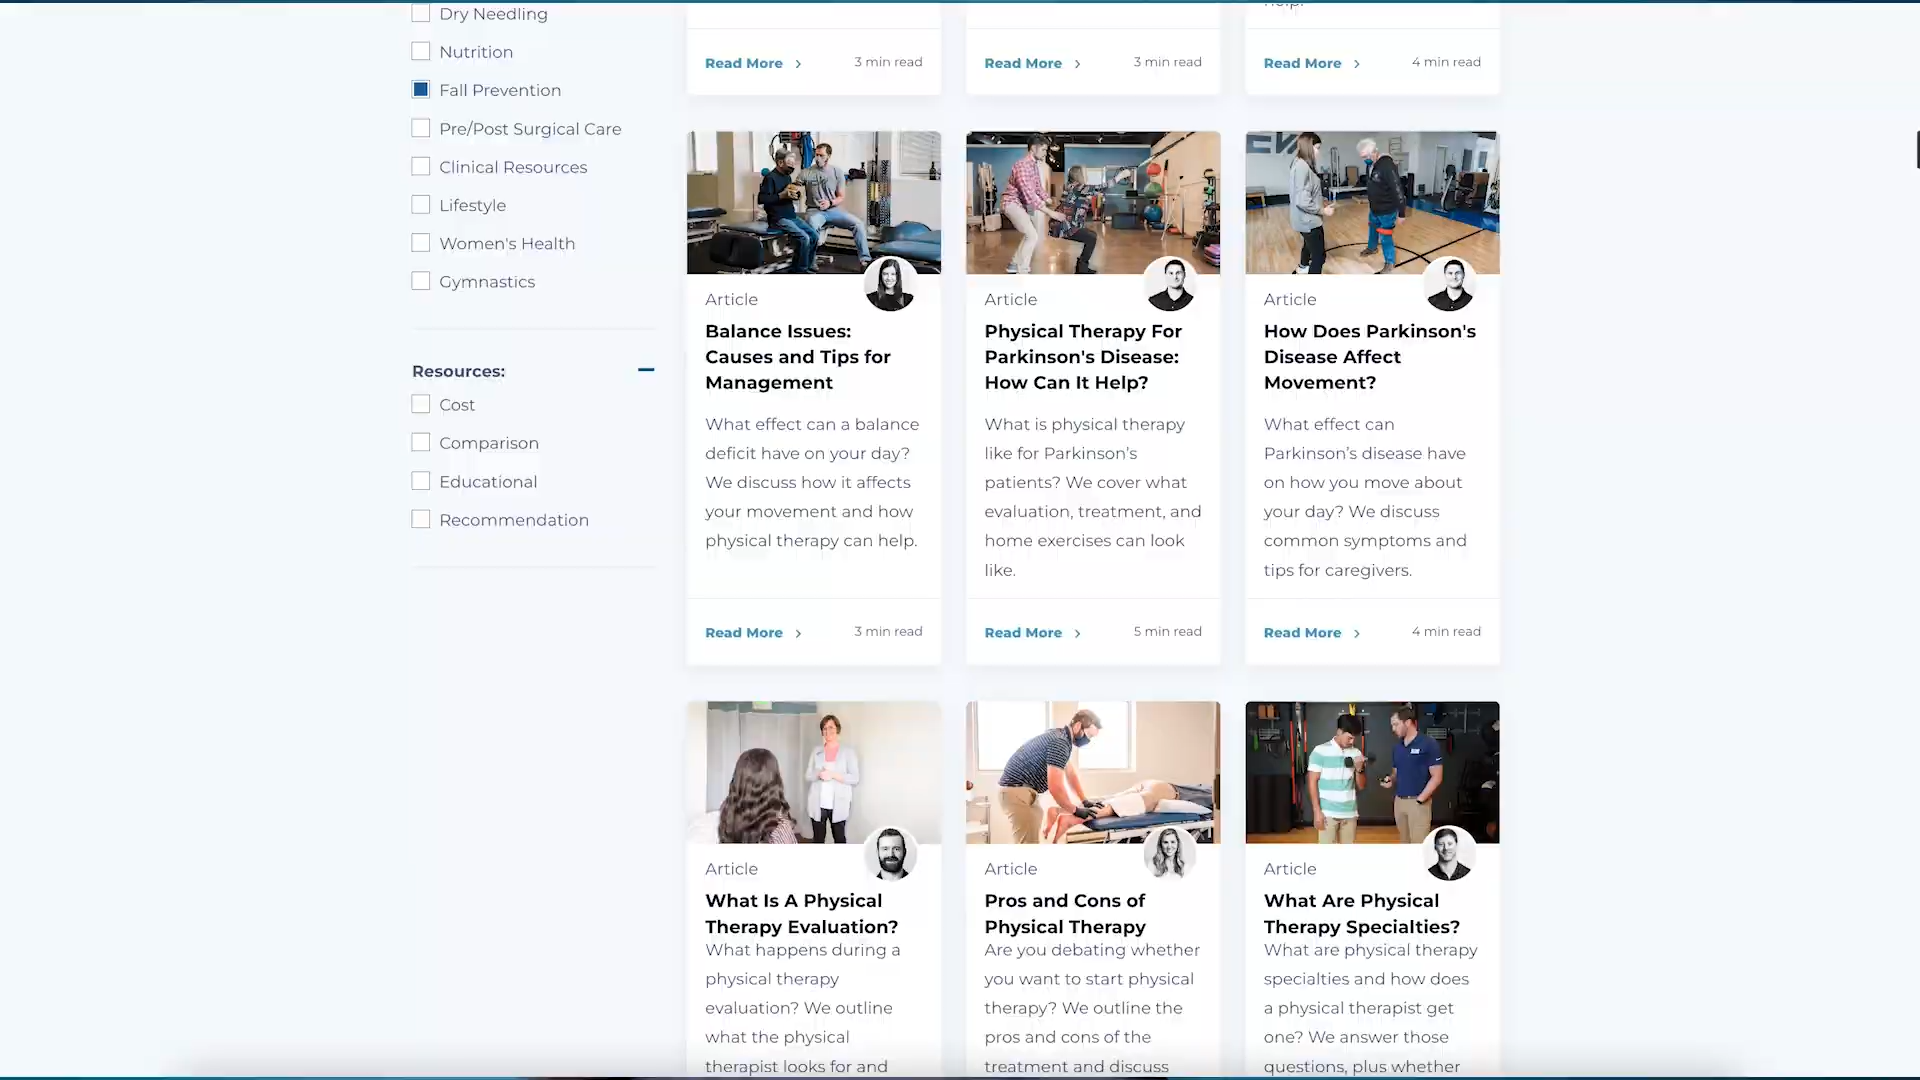 Dry Needling
Nutrition
Fall Prevention
Pre/Post Surgical Care
Clinical Resources
Lifestyle
Women's Health
Gymnastics
Resources:
Cost
Comparison
Educational
Recommendation
help.
Read More
3 min read
Read More
3 min read
Read More
4 min read
Article
Balance Issues:
Causes and Tips for
Management
What effect can a balance
deficit have on your day?
We discuss how it affects
your movement and how
physical therapy can help.
Read More
3 min read
Article
Physical Therapy For
Parkinson's Disease:
How Can It Help?
What is physical therapy
like for Parkinson's
patients? We cover what
evaluation, treatment, and
home exercises can look
like.
Read More
5 min read
Article
How Does Parkinson's
Disease Affect
Movement?
What effect can
Parkinson's disease have
on how you move about
your day? We discuss
common symptoms and
tips for caregivers.
Read More
4 min read
Article
What Is A Physical
Therapy Evaluation?
What happens during a
physical therapy
evaluation? We outline
what the physical
therapist looks for and
Article
Pros and Cons of
Physical Therapy
Are you debating whether
you want to start physical
therapy? We outline the
pros and cons of the
treatment and discuss
Article
What Are Physical
Therapy Specialties?
What are physical therapy
specialties and how does
a physical therapist get
one? We answer those
questions, plus whether